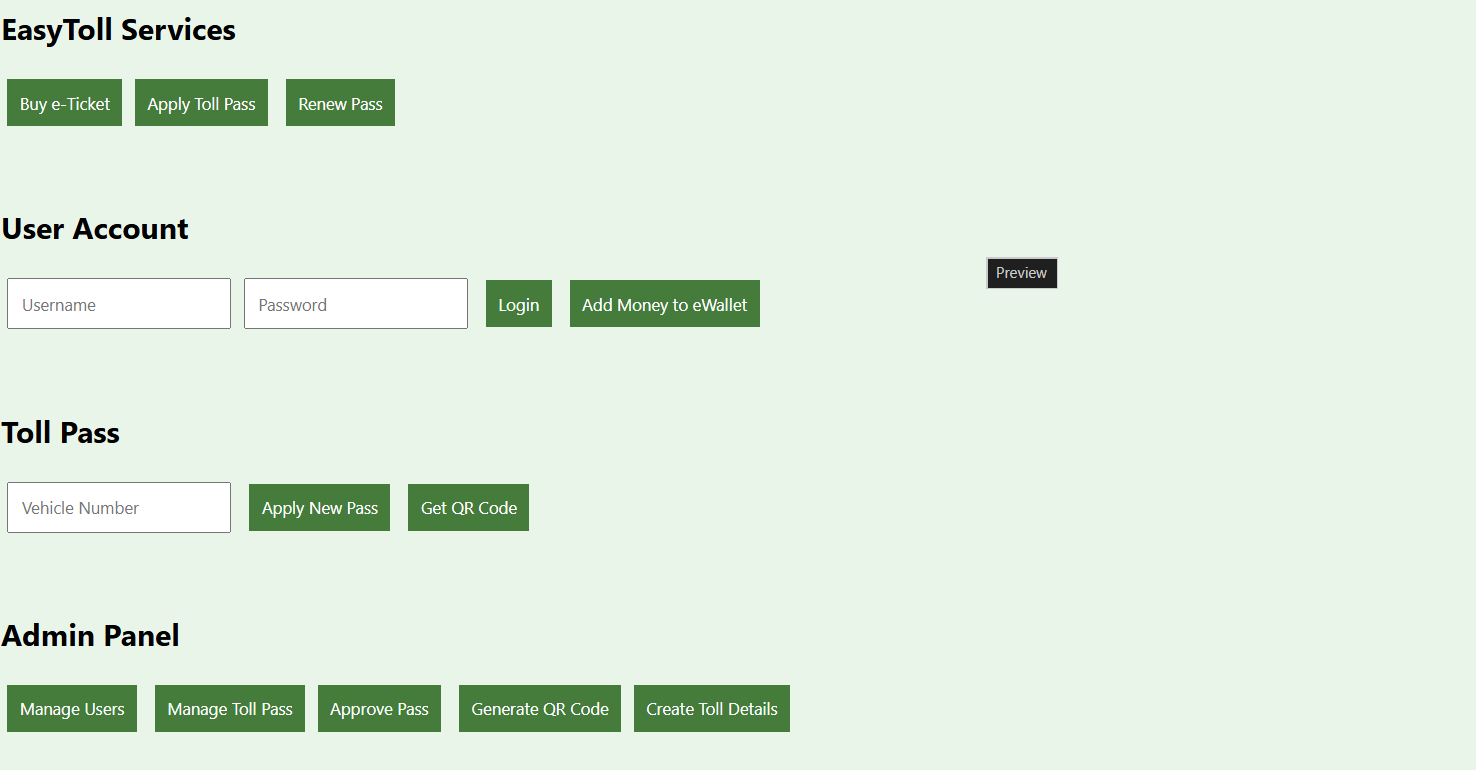 EasyToll Services
Buy e-Ticket Apply Toll Pass Renew Pass
User Account
Preview
Username Password Login Add Money to eWallet
Toll Pass
Vehicle Number Apply New Pass Get QR Code
Admin Panel
Manage Users Manage Toll Pass Approve Pass Generate QR Code Create Toll Details